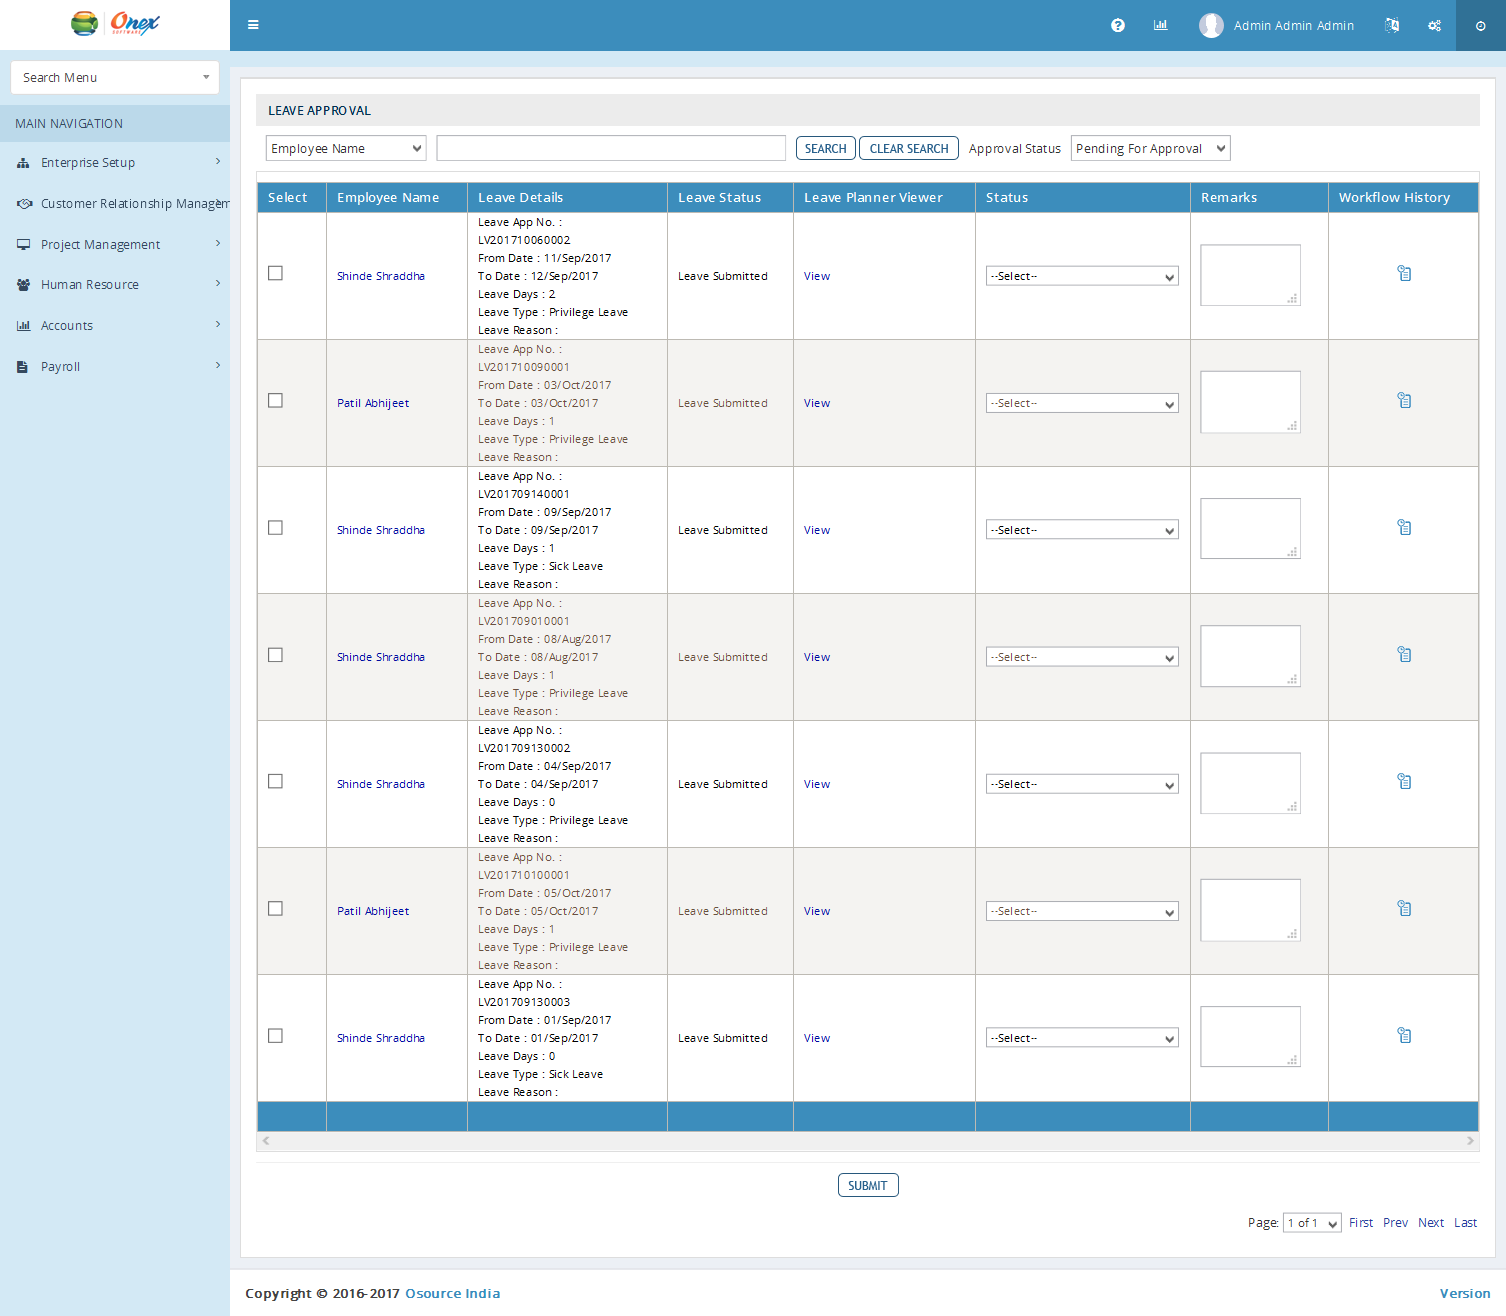 Onex
SOFTWARE
Admin Admin Admin
Search Menu
MAIN NAVIGATION
Enterprise Setup
Customer Relationship Managem
Project Management
Human Resource
Accounts
Payroll
LEAVE APPROVAL
Employee Name SEARCH CLEAR SEARCH Approval Status Pending For Approval
Select Employee Name Leave Details Leave Status Leave Planner Viewer Status Remarks Workflow History
Leave App No. :
LV201710060002
From Date : 11/Sep/2017
Shinde Shraddha To Date : 12/Sep/2017 Leave Submitted View --Select--
Leave Days : 2
Leave Type : Privilege Leave
Leave Reason :
Leave App No. :
LV201710090001
From Date : 03/Oct/2017
Patil Abhijeet To Date : 03/Oct/2017 Leave Submitted View --Select--
Leave Days : 1
Leave Type : Privilege Leave
Leave Reason :
Leave App No. :
LV201709140001
From Date : 09/Sep/2017
Shinde Shraddha To Date : 09/Sep/2017 Leave Submitted View --Select--
Leave Days : 1
Leave Type : Sick Leave
Leave Reason :
Leave App No. :
LV201709010001
From Date : 08/Aug/2017
Shinde Shraddha To Date : 08/Aug/2017 Leave Submitted View --Select--
Leave Days : 1
Leave Type : Privilege Leave
Leave Reason :
Leave App No. :
LV201709130002
From Date : 04/Sep/2017
Shinde Shraddha To Date : 04/Sep/2017 Leave Submitted View --Select--
Leave Days : 0
Leave Type : Privilege Leave
Leave Reason :
Leave App No. :
LV201710100001
From Date : 05/Oct/2017
Patil Abhijeet To Date : 05/Oct/2017 Leave Submitted View --Select--
Leave Days : 1
Leave Type : Privilege Leave
Leave Reason :
Leave App No. :
LV201709130003
From Date : 01/Sep/2017
Shinde Shraddha To Date : 01/Sep/2017 Leave Submitted View --Select--
Leave Days : 0
Leave Type : Sick Leave
Leave Reason :
SUBMIT
Page: 1 of 1 First Prev Next Last
Copyright © 2016-2017 Osource India Version